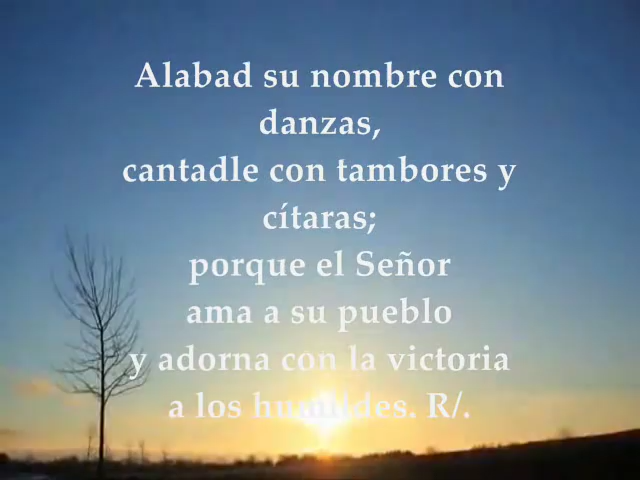 Alabad su nombre con
danzas,
cantadle con tambores y
cítaras;
porque el Señor
ama a su pueblo
y adorna con la victoria
a los humildes. R/.